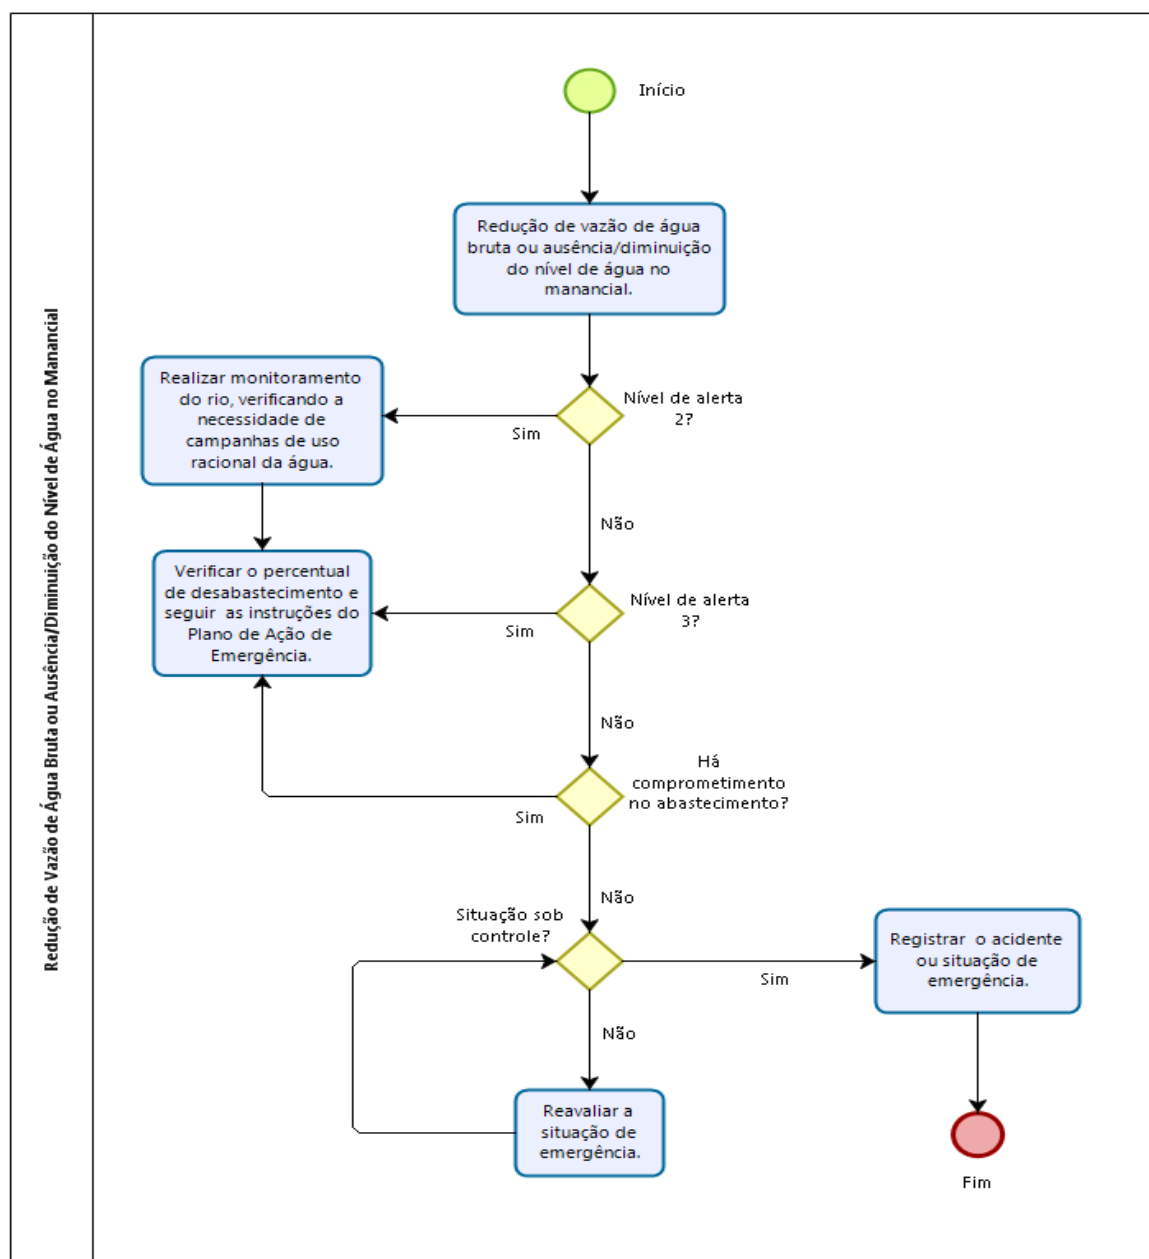 Redução de Vazão de Água Bruta ou Ausência/Diminuição do Nível de Água no Manancial
Início
Redução de vazão de água
bruta ou ausência/diminuição
do nível de água no
manancial.
Realizar monitoramento
do rio, verificando a
necessidade de
campanhas de uso
racional da água.
Nível de alerta
2?
Sim
Não
Verificar o percentual
de desabastecimento e
seguir as instruções do
Plano de Ação de
Emergência.
Nível de alerta
3?
Sim
Não
Há
comprometimento
no abastecimento?
Sim
Não
Situação sob
controle?
Sim
Registrar o acidente
ou situação de
emergência.
Não
Reavaliar a
situação de
emergência.
Fim